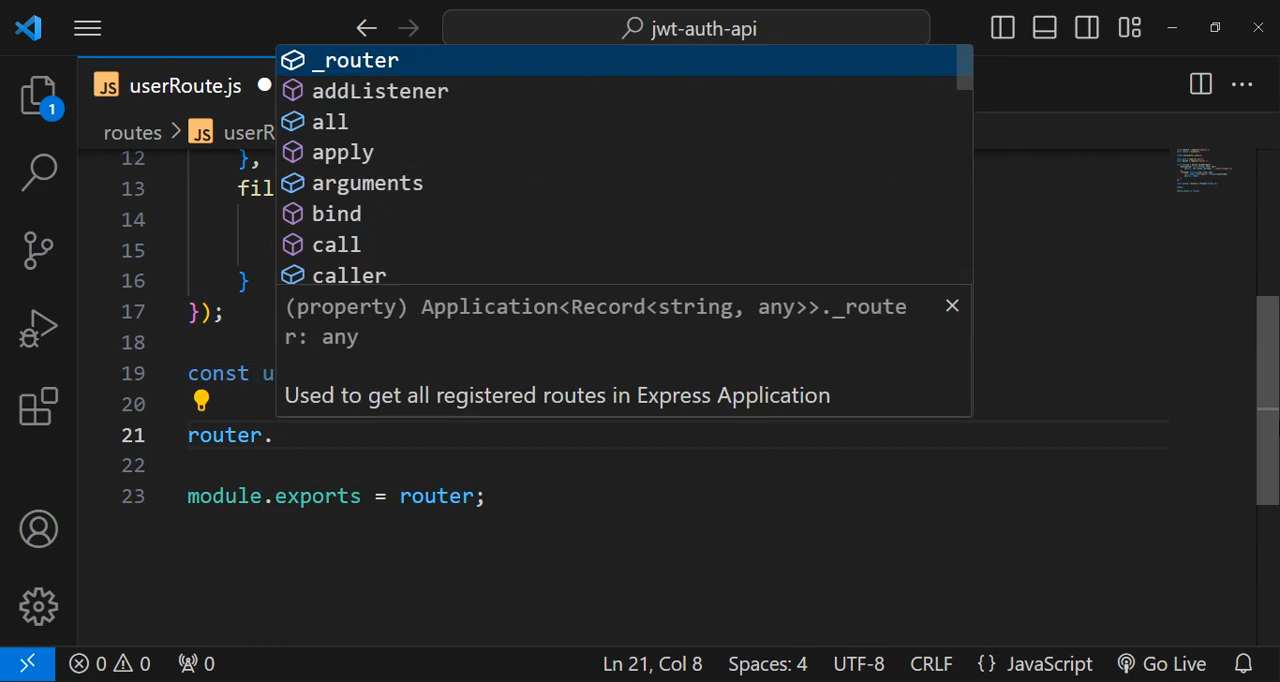 jwt-auth-api
JS userRoute.js
routes > JS userR
1
_router
addListener
all
apply
arguments
bind
call
caller
(property) Application<Record<string, any>>._route
r: any
Used to get all registered routes in Express Application
12 },
13 fil
14
15
16 }
17 });
18
19 const u
20
21 router.
22
23 module.exports = router;
0 0 0 Ln 21, Col 8 Spaces: 4 UTF-8 CRLF {} JavaScript Go Live